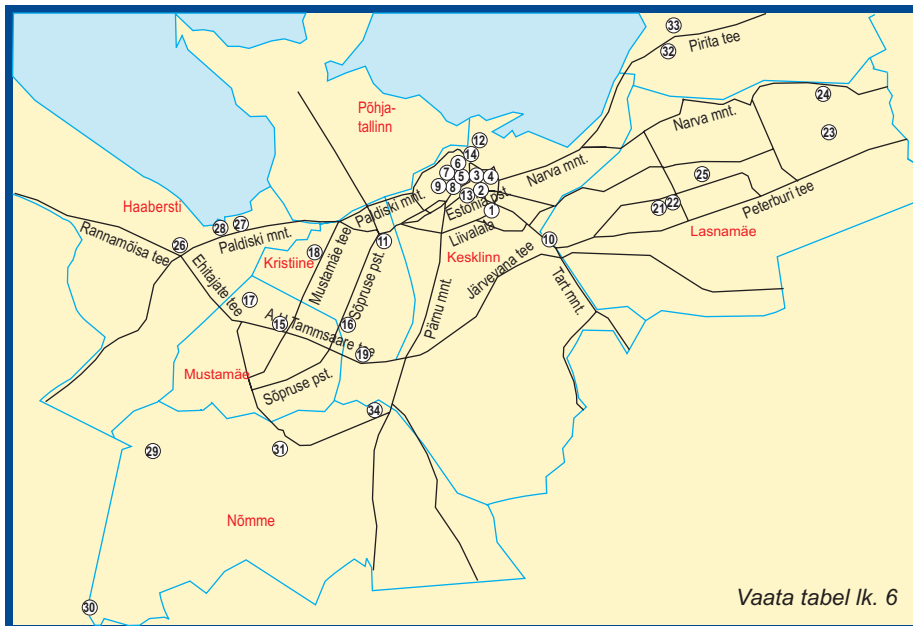 33
Pirita tee
32
24
Põhja-
tallinn
Narva mnt.
23
12
14
6
7
5
3
4
9
8
2
13
Narva mnt.
25
Paldiski mnt.
Estonia pst.
1
21
22
Peterburi tee
Haabersti
28
27
Rannamõisa tee
26
Paldiski mnt.
Kristiine
18
Mustamäe tee
11
Liivalaia
Kesklinn
10
Lasnamäe
Ehitajate tee
17
Sõpruse pst.
Pärnu mnt.
Järvevana tee
Tart mnt.
15
A.H.Tammsaare tee
16
19
Mustamäe
Sõpruse pst.
34
29
31
Nõmme
30
Vaata tabel lk. 6